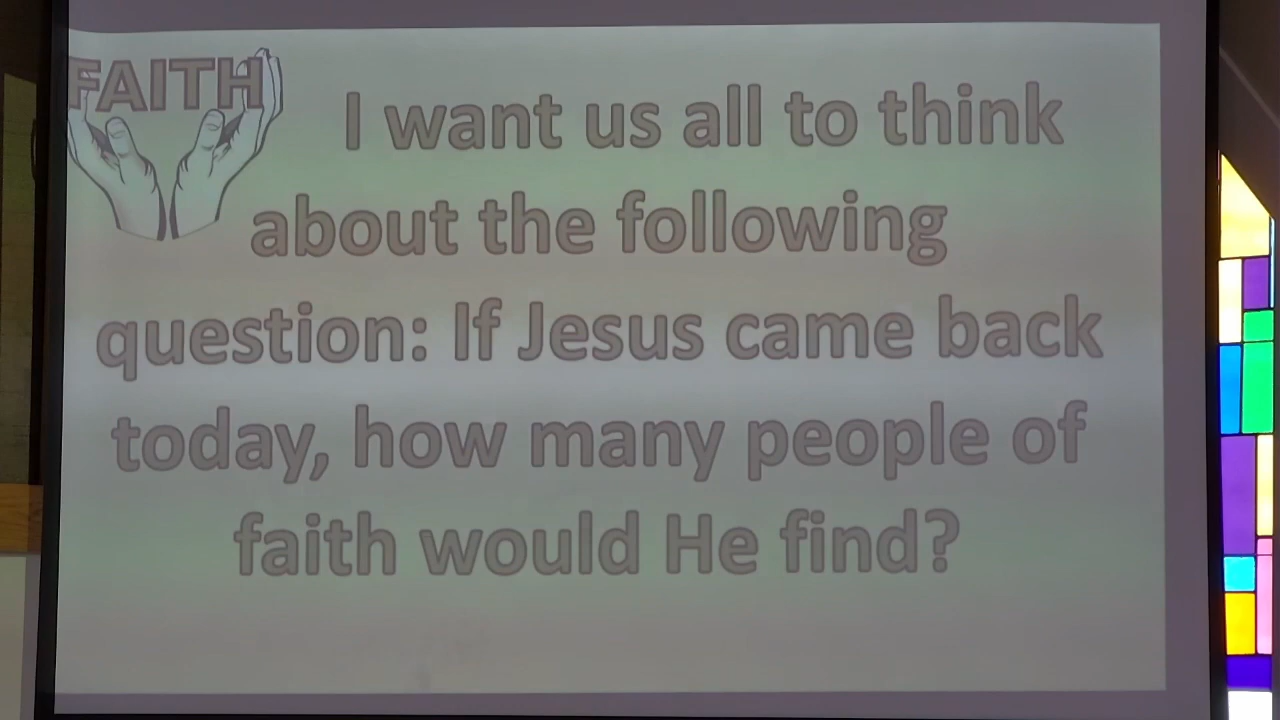 FAITH
I want us all to think
about the following
question: If Jesus came back
today, how many people of
faith would He find?